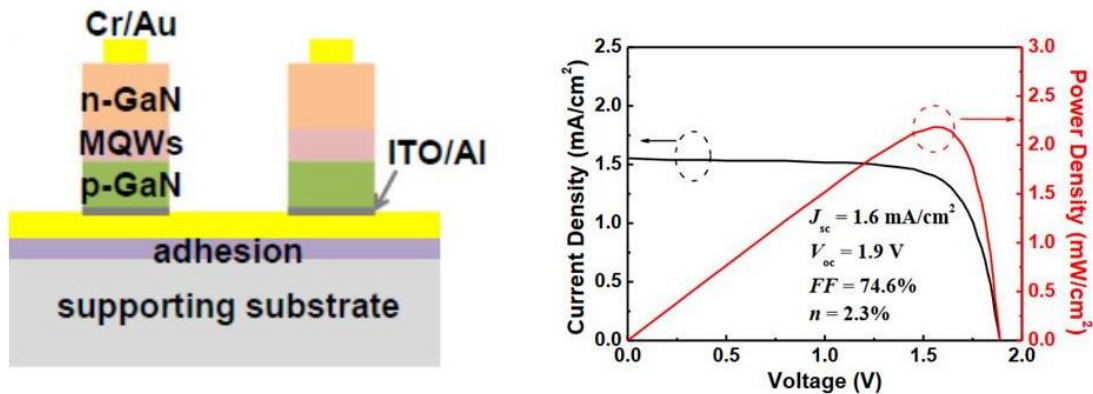 Cr/Au
n-GaN
MQWs
p-GaN
ITO/Al
adhesion
supporting substrate
Current Density (mA/cm²)
2.5
2.0
1.5
1.0
0.5
0.0
J_sc = 1.6 mA/cm²
V_oc = 1.9 V
FF = 74.6%
n = 2.3%
3.0
2.5
2.0
1.5
1.0
0.5
0.0
Power Density (mW/cm²)
0.0 0.5 1.0 1.5 2.0
Voltage (V)